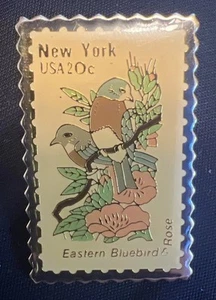 New York
USA 20c
Eastern Bluebird &
Rose